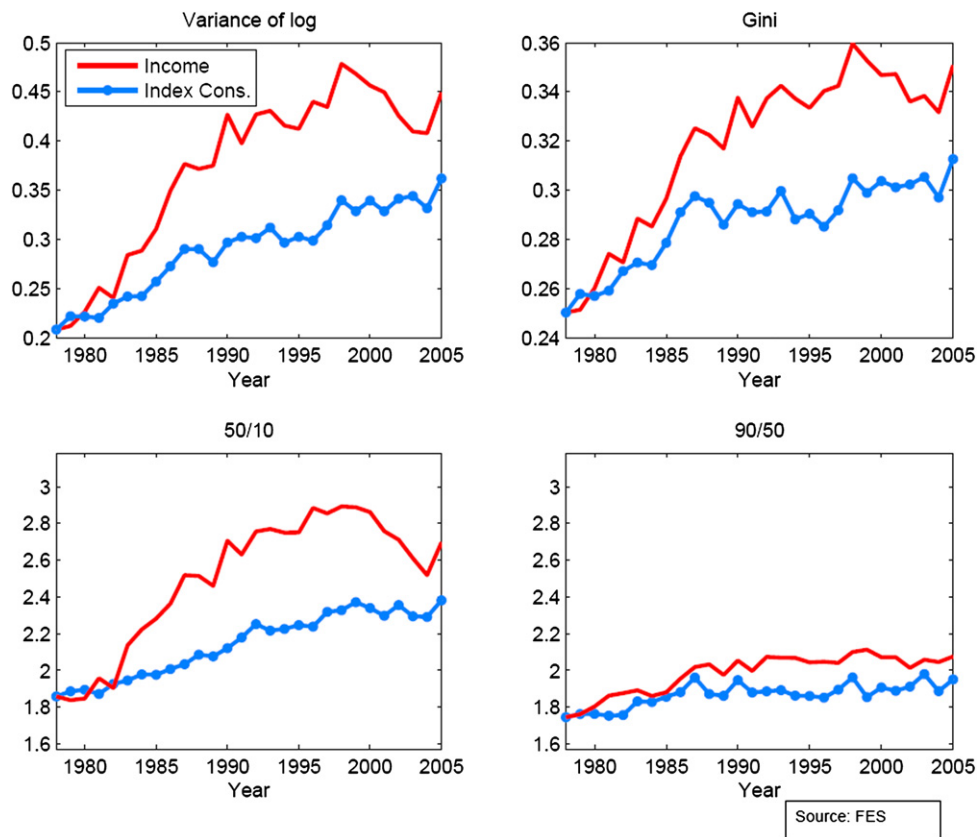 Variance of log
0.5
0.45
0.4
0.35
0.3
0.25
0.2
Income
Index Cons.
1980 1985 1990 1995 2000 2005
Year
Gini
0.36
0.34
0.32
0.3
0.28
0.26
0.24
1980 1985 1990 1995 2000 2005
Year
50/10
3
2.8
2.6
2.4
2.2
2
1.8
1.6
1980 1985 1990 1995 2000 2005
Year
90/50
3
2.8
2.6
2.4
2.2
2
1.8
1.6
1980 1985 1990 1995 2000 2005
Year
Source: FES